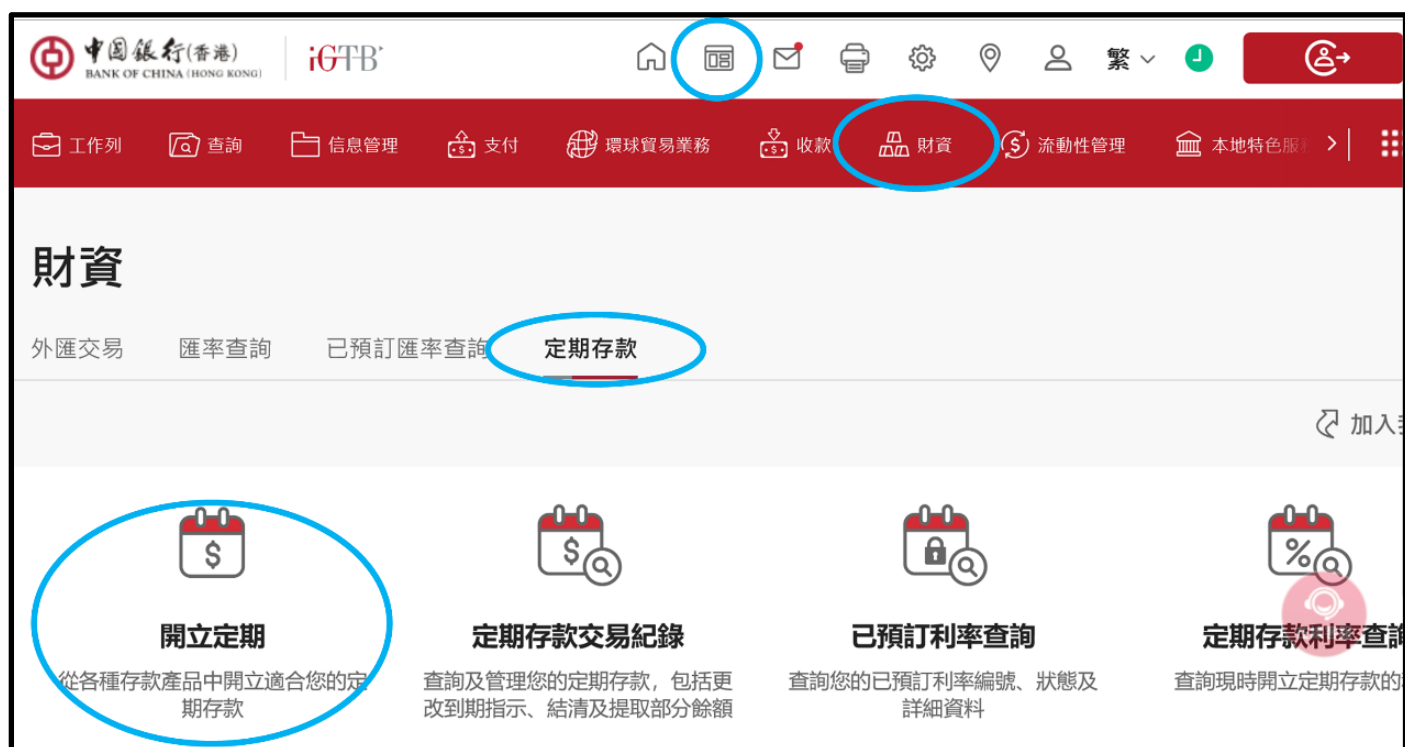 中國銀行(香港)
BANK OF CHINA (HONG KONG)
iGTB
繁
工作列
查詢
信息管理
支付
環球貿易業務
收款
財資
流動性管理
本地特色服
財資
外匯交易
匯率查詢
已預訂匯率查詢
定期存款
加入
開立定期
從各種存款產品中開立適合您的定
期存款
定期存款交易紀錄
查詢及管理您的定期存款，包括更
改到期指示、結清及提取部分餘額
已預訂利率查詢
查詢您的已預訂利率編號、狀態及
詳細資料
定期存款利率查詢
查詢現時開立定期存款的